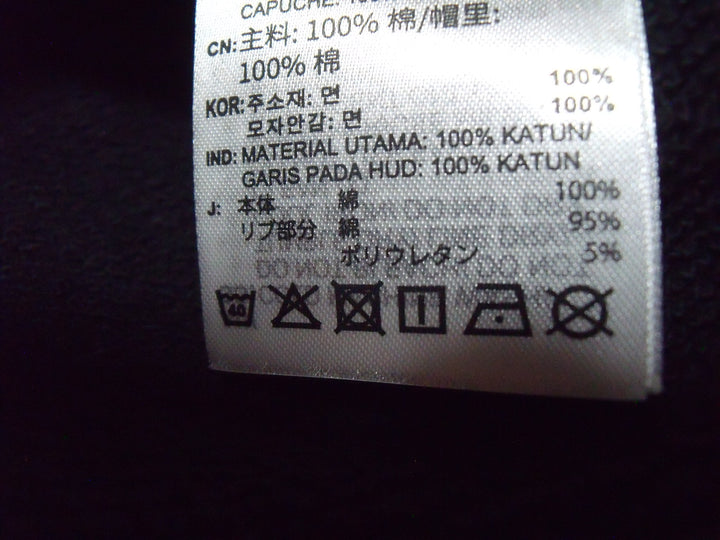 CAPUCHE:
CN:主料: 100% 棉/帽里:
100% 棉
KOR:주소재: 면 100%
모자안감: 면 100%
IND: MATERIAL UTAMA: 100% KATUN/
GARIS PADA HUD: 100% KATUN
J: 本体 綿 100%
リブ部分 綿 95%
ポリウレタン 5%
40